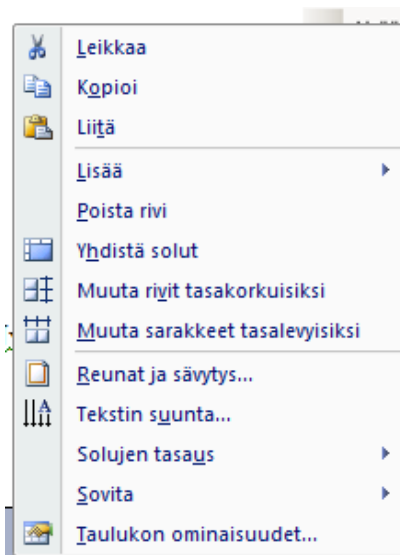 Leikkaa
Kopioi
Liitä
Lisää
Poista rivi
Yhdistä solut
Muuta rivit tasakorkuisiksi
Muuta sarakkeet tasalevyisiksi
Reunat ja sävytys...
Tekstin suunta...
Solujen tasaus
Sovita
Taulukon ominaisuudet...